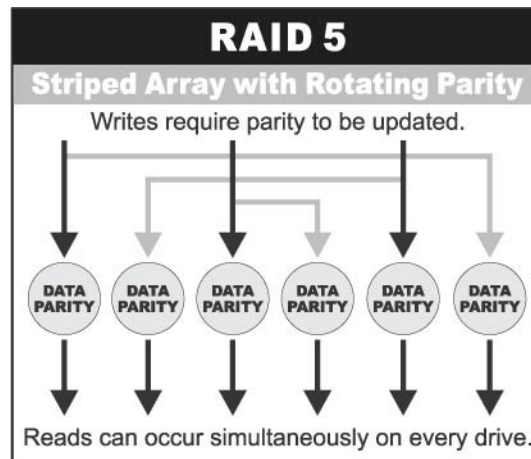 RAID 5
Striped Array with Rotating Parity
Writes require parity to be updated.
DATA PARITY
DATA PARITY
DATA PARITY
DATA PARITY
DATA PARITY
DATA PARITY
Reads can occur simultaneously on every drive.